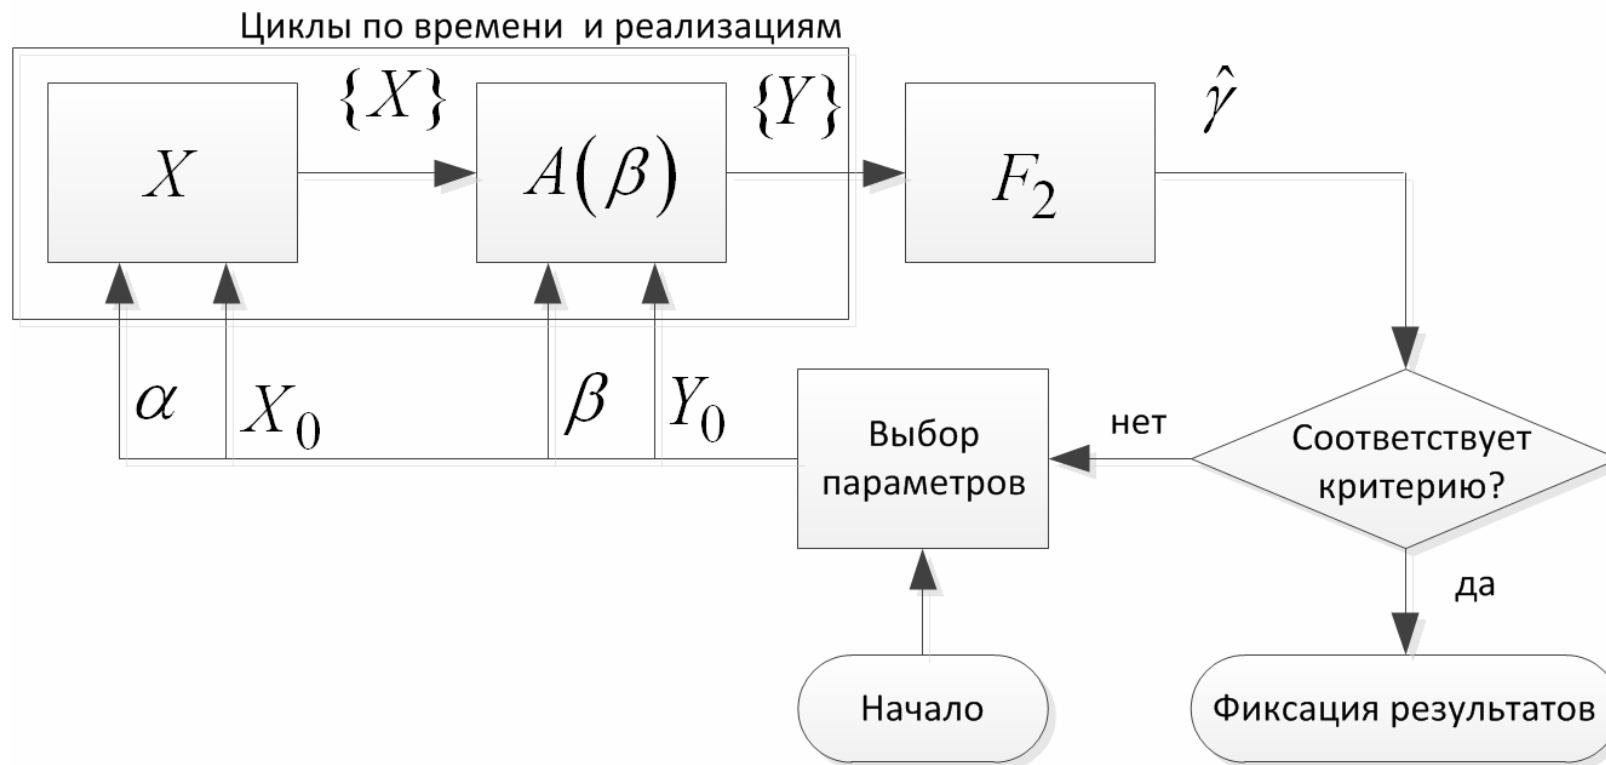 Циклы по времени и реализациям
{X}
{Y}
γ̂
X
A(β)
F₂
α
X₀
β
Y₀
Выбор
параметров
нет
Соответствует
критерию?
да
Начало
Фиксация результатов